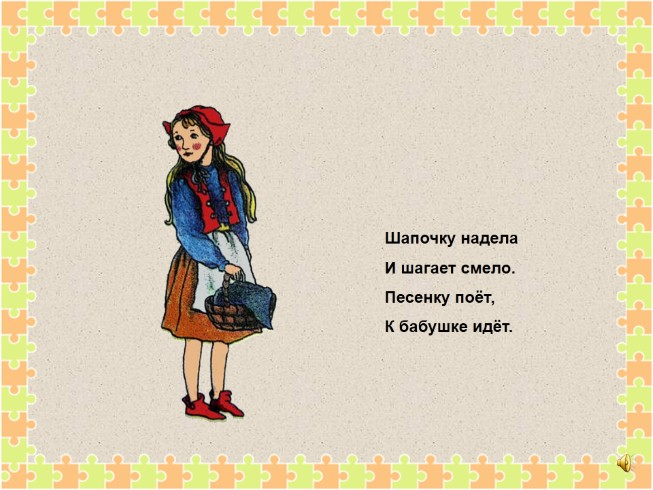 Шапочку надела
И шагает смело.
Песенку поёт,
К бабушке идёт.